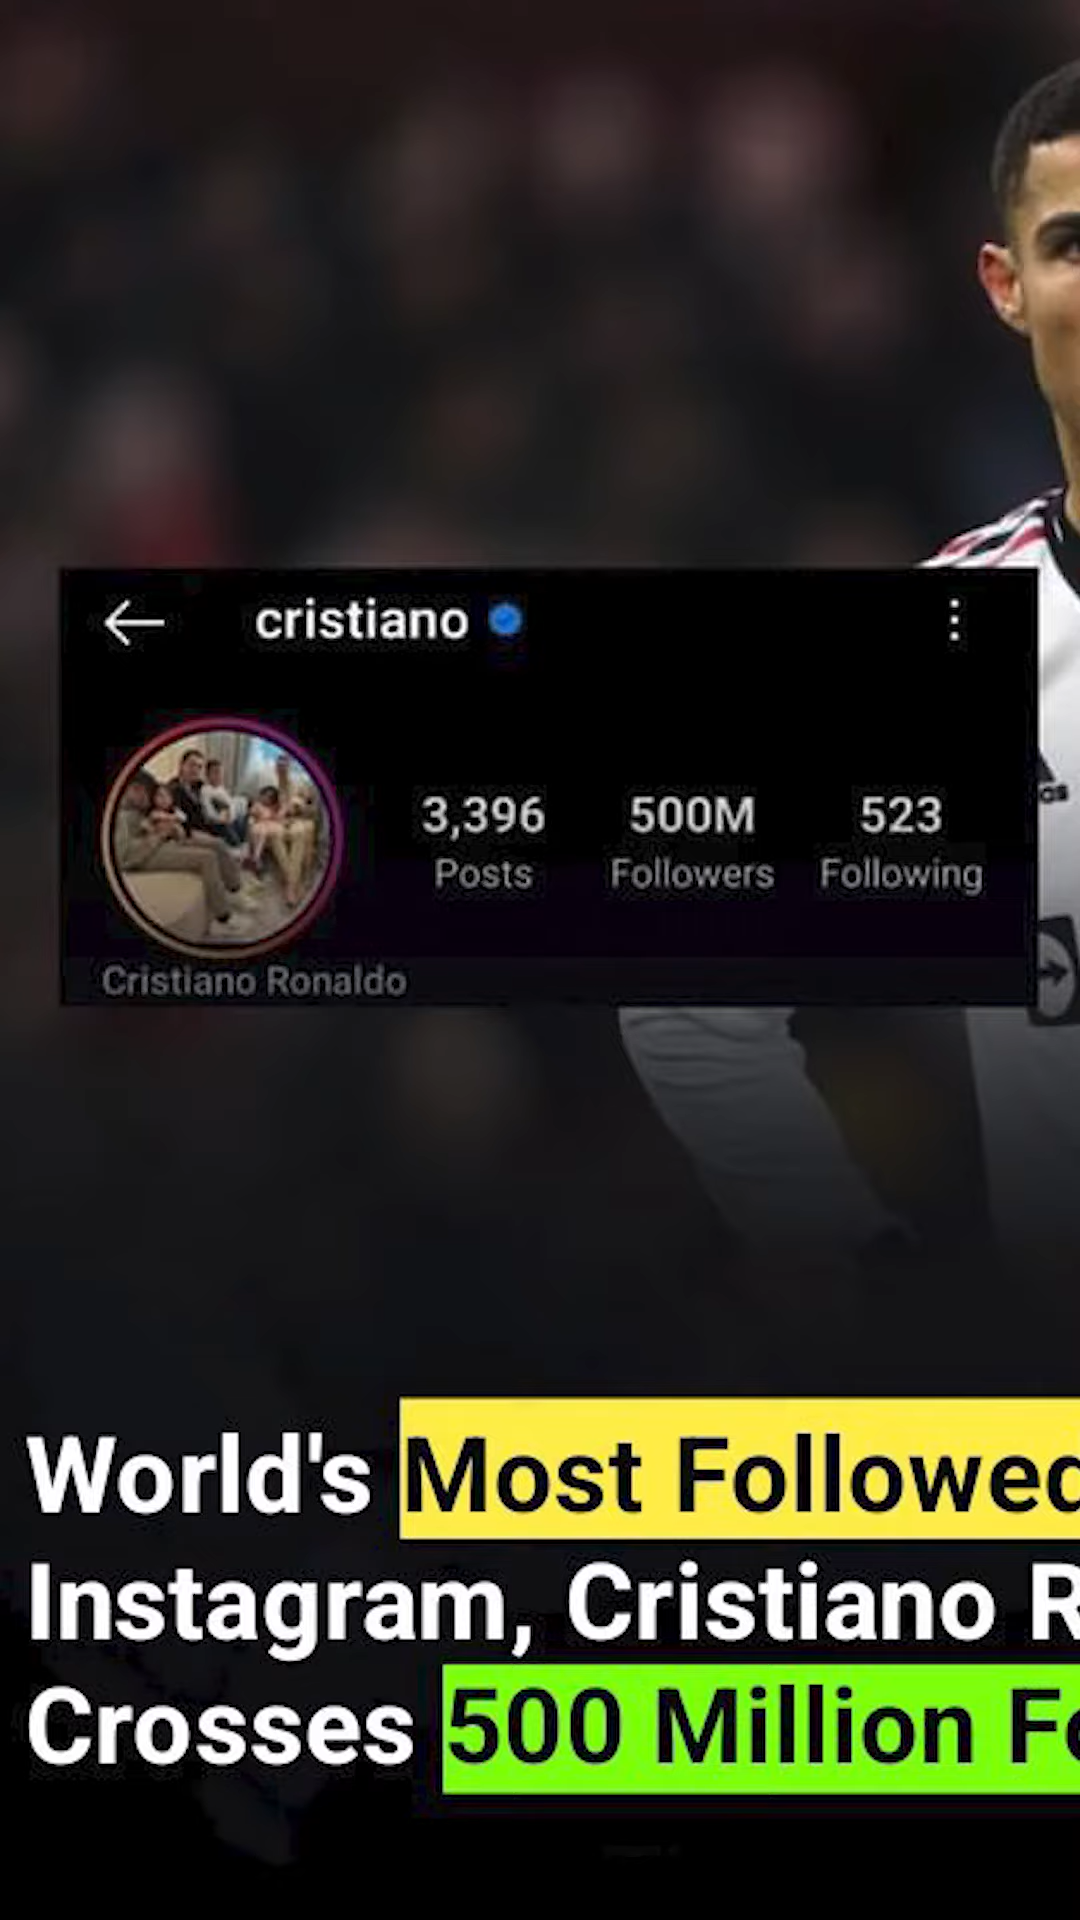 cristiano
3,396 500M 523
Posts Followers Following
Cristiano Ronaldo
World's Most Followed
Instagram, Cristiano R
Crosses 500 Million Fo